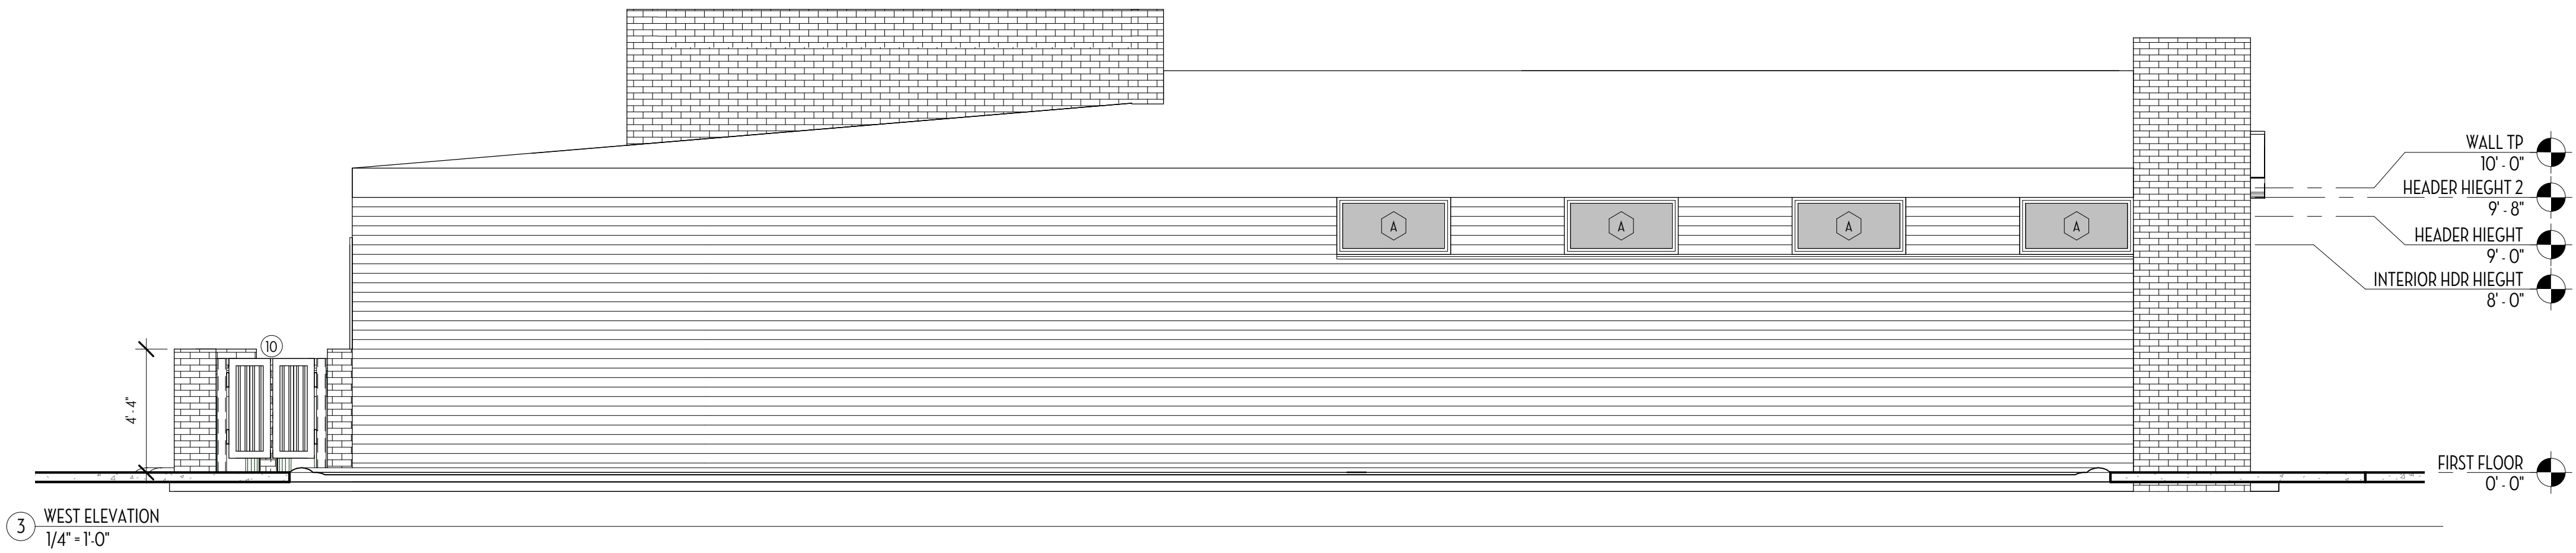 A
A
A
A
WALL TP
10' - 0"
HEADER HIEGHT 2
9' - 8"
HEADER HIEGHT
9' - 0"
INTERIOR HDR HIEGHT
8' - 0"
10
4' - 4"
FIRST FLOOR
0' - 0"
3
WEST ELEVATION
1/4" = 1'-0"